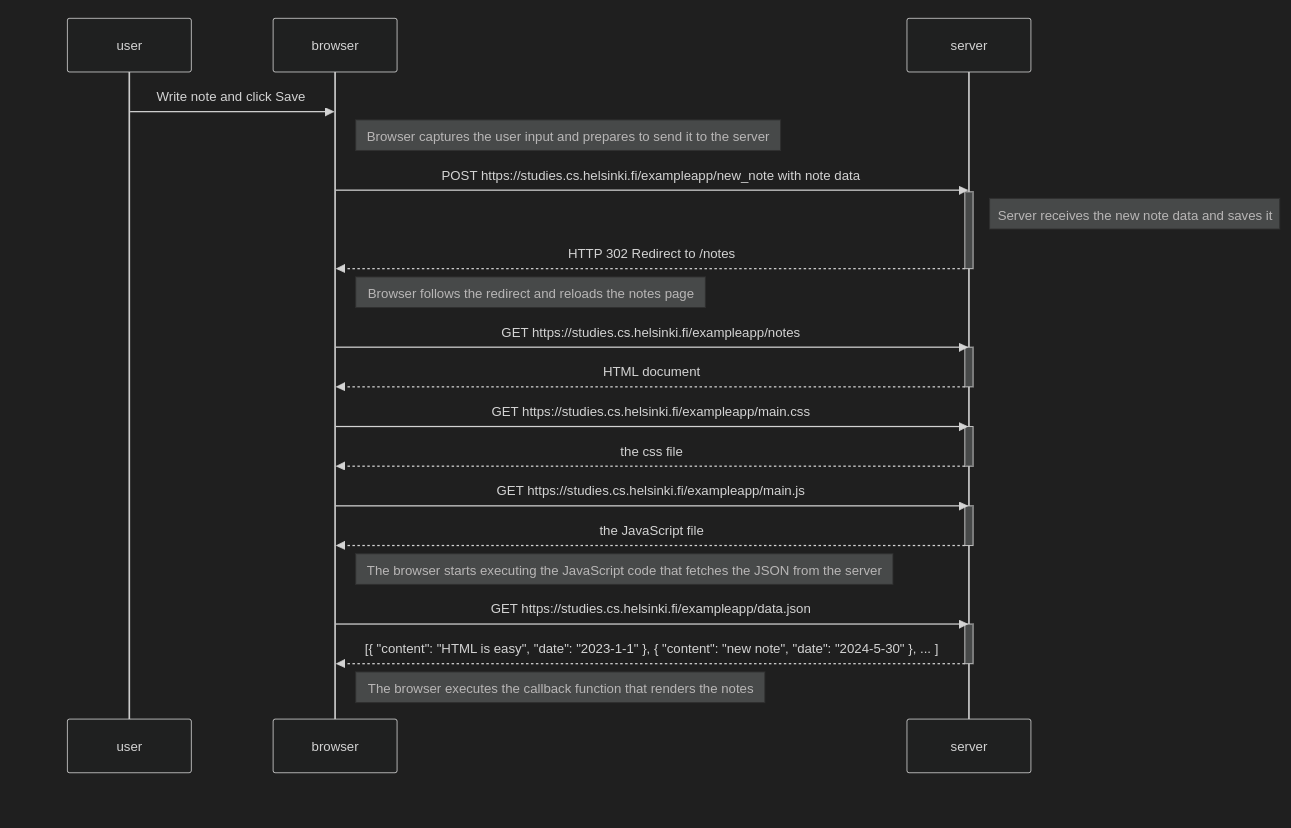 user
browser
server
Write note and click Save
Browser captures the user input and prepares to send it to the server
POST https://studies.cs.helsinki.fi/exampleapp/new_note with note data
Server receives the new note data and saves it
HTTP 302 Redirect to /notes
Browser follows the redirect and reloads the notes page
GET https://studies.cs.helsinki.fi/exampleapp/notes
HTML document
GET https://studies.cs.helsinki.fi/exampleapp/main.css
the css file
GET https://studies.cs.helsinki.fi/exampleapp/main.js
the JavaScript file
The browser starts executing the JavaScript code that fetches the JSON from the server
GET https://studies.cs.helsinki.fi/exampleapp/data.json
[{ "content": "HTML is easy", "date": "2023-1-1" }, { "content": "new note", "date": "2024-5-30" }, ... ]
The browser executes the callback function that renders the notes
user
browser
server